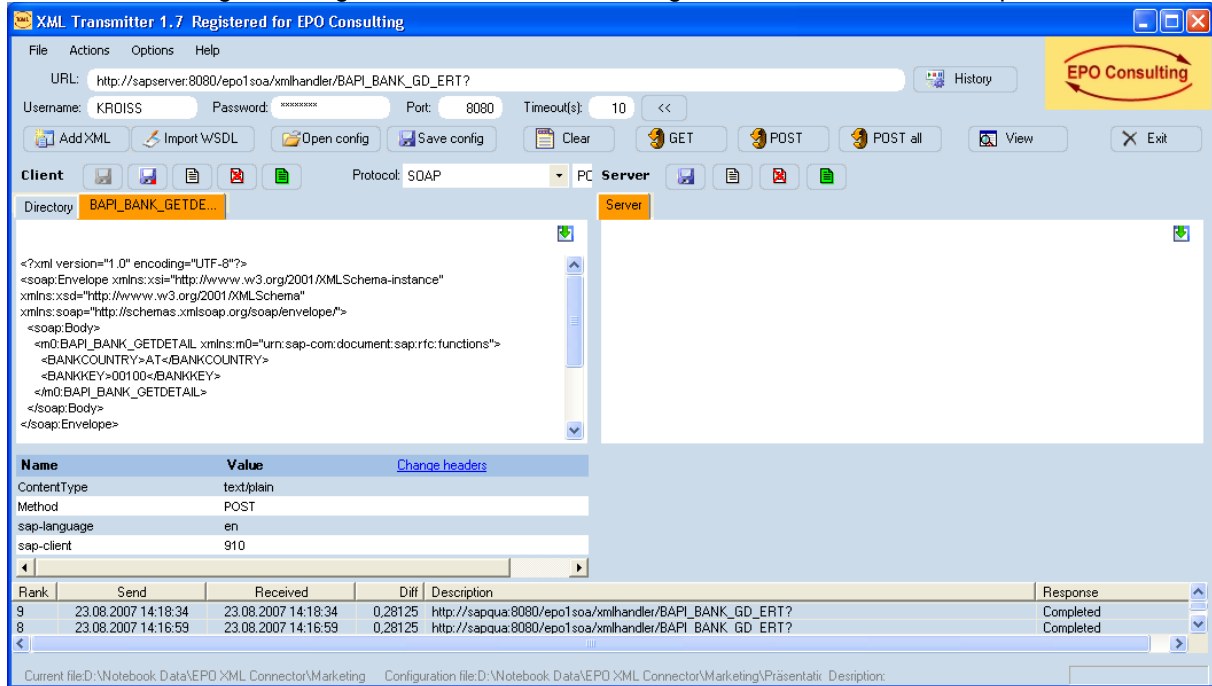 XML Transmitter 1.7 Registered for EPO Consulting
File Actions Options Help
URL: http://sapserver:8080/epo1soa/xmlhandler/BAPI_BANK_GD_ERT? History
EPO Consulting
Username: KROISS Password: ******** Port: 8080 Timeout(s): 10 <<
Add XML Import WSDL Open config Save config Clear GET POST POST all View Exit
Client Protocol: SOAP PC Server
Directory BAPI_BANK_GETDE... Server
<?xml version="1.0" encoding="UTF-8"?>
<soap:Envelope xmlns:xsi="http://www.w3.org/2001/XMLSchema-instance"
xmlns:xsd="http://www.w3.org/2001/XMLSchema"
xmlns:soap="http://schemas.xmlsoap.org/soap/envelope/">
<soap:Body>
<m0:BAPI_BANK_GETDETAIL xmlns:m0="urn:sap-com:document:sap:rfc:functions">
<BANKCOUNTRY>AT</BANKCOUNTRY>
<BANKKEY>00100</BANKKEY>
</m0:BAPI_BANK_GETDETAIL>
</soap:Body>
</soap:Envelope>
Name Value Change headers
ContentType text/plain
Method POST
sap-language en
sap-client 910
Rank Send Received Diff Description Response
9 23.08.2007 14:18:34 23.08.2007 14:18:34 0,28125 http://sapqua:8080/epo1soa/xmlhandler/BAPI_BANK_GD_ERT? Completed
8 23.08.2007 14:16:59 23.08.2007 14:16:59 0,28125 http://sapqua:8080/epo1soa/xmlhandler/BAPI_BANK_GD_ERT? Completed
Current file:D:\Notebook Data\EPO XML Connector\Marketing Configuration file:D:\Notebook Data\EPO XML Connector\Marketing\Präsentatic Desription: